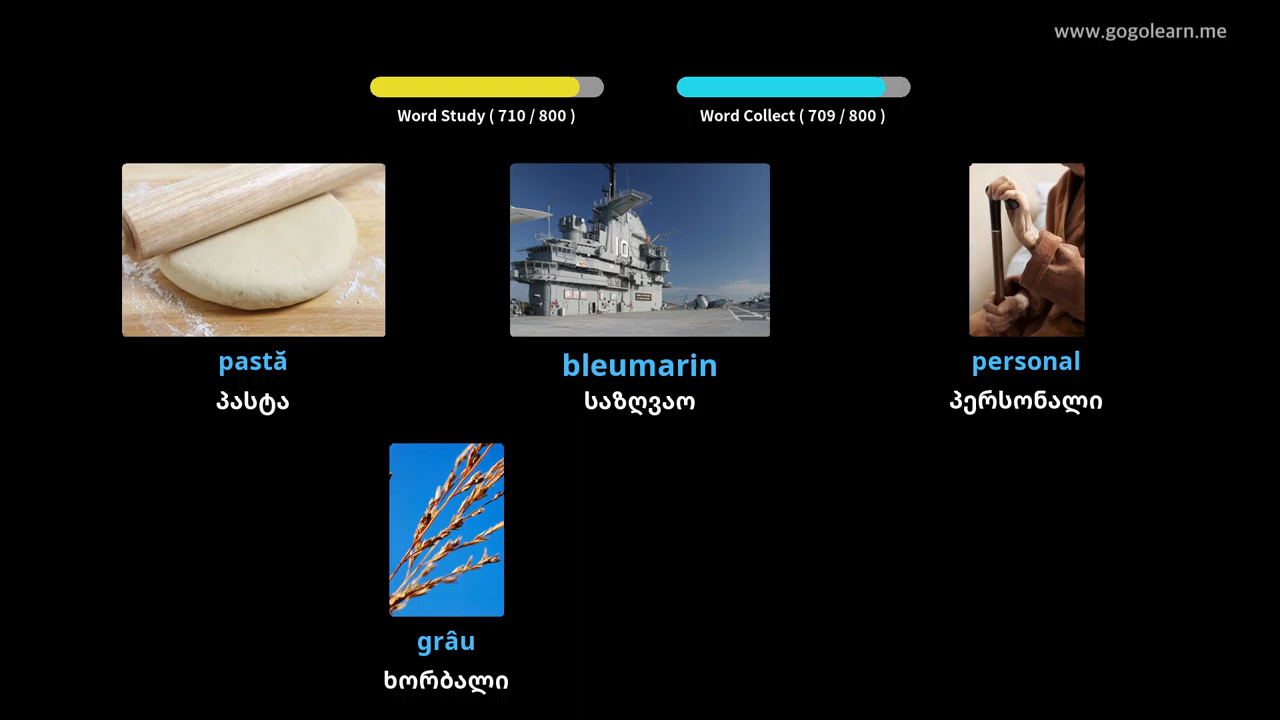 www.gogolearn.me
Word Study ( 710 / 800 )
Word Collect ( 709 / 800 )
10
pastă
bleumarin
personal
პასტა
საზღვაო
პერსონალი
grâu
ხორბალი